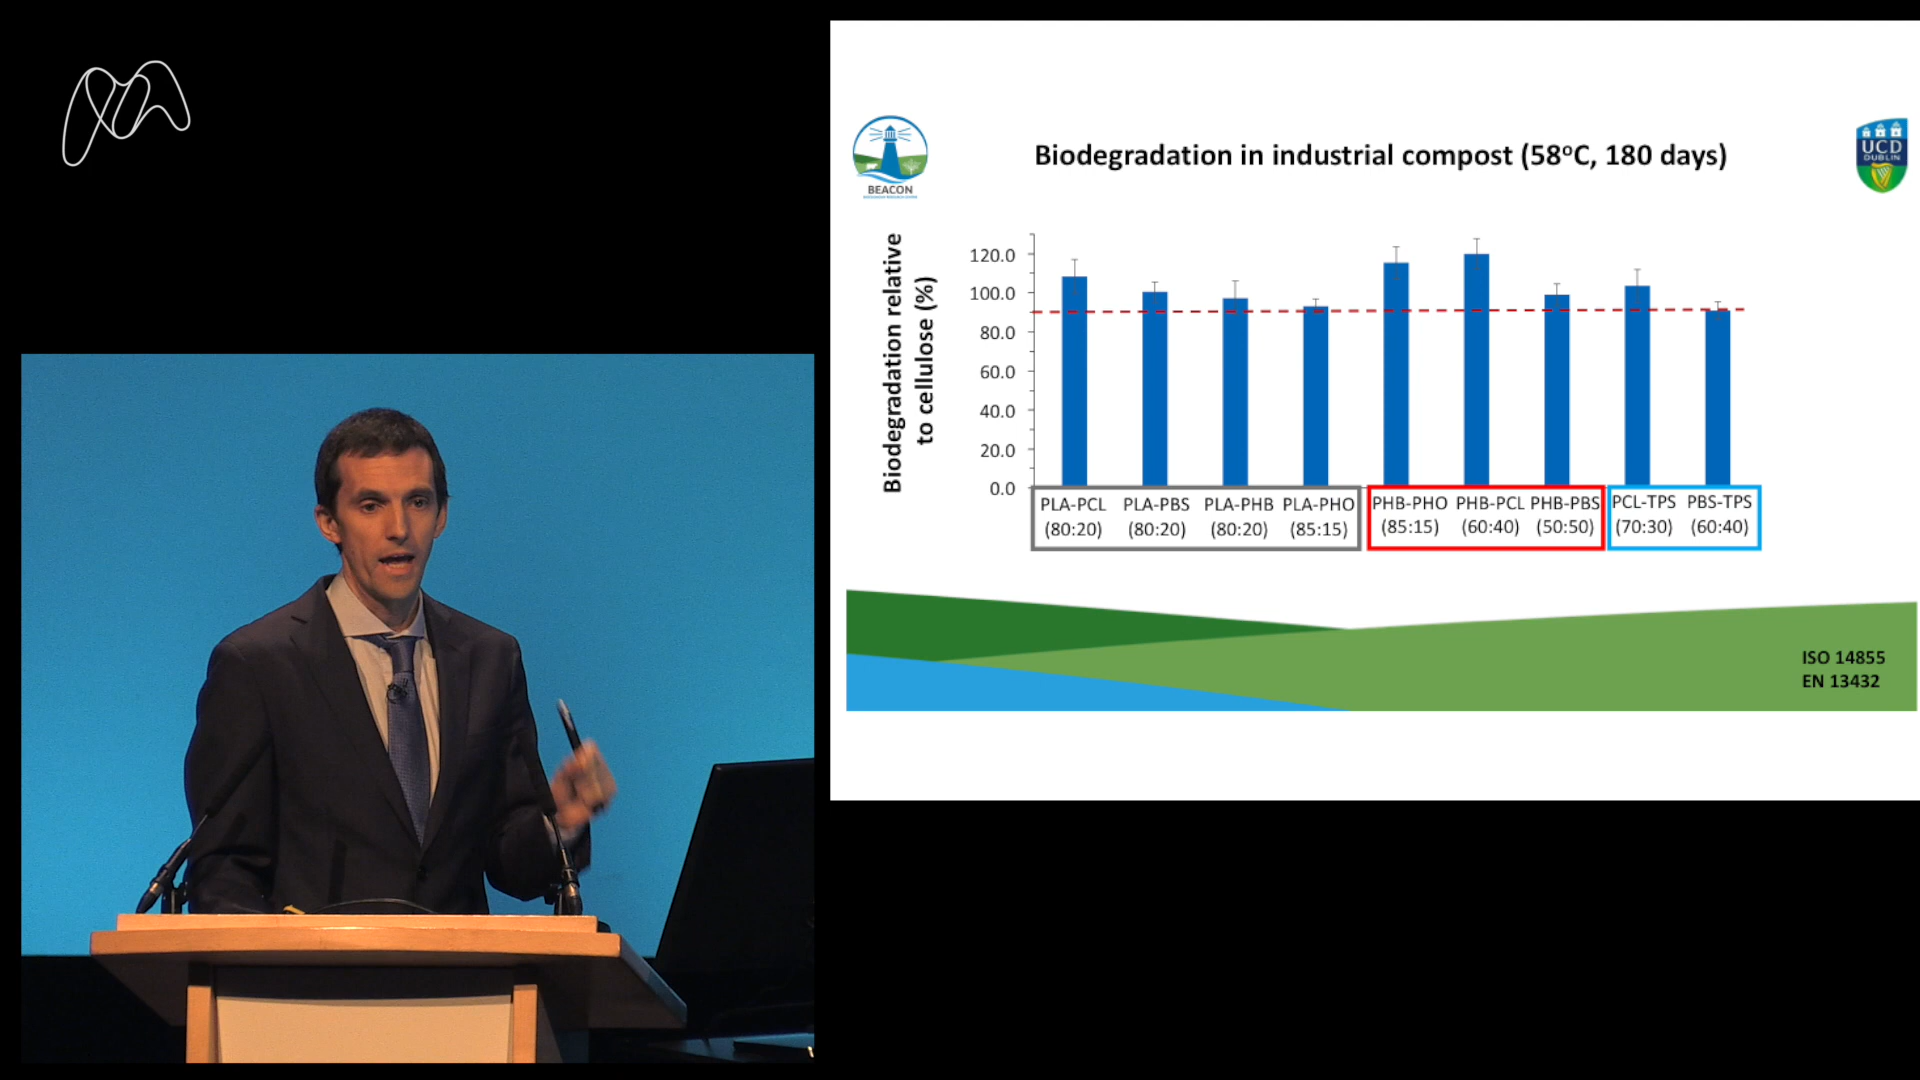 BEACON
Biodegradation in industrial compost (58ºC, 180 days)
UCD
DUBLIN
Biodegradation relative
to cellulose (%)
120.0
100.0
80.0
60.0
40.0
20.0
0.0
PLA-PCL PLA-PBS PLA-PHB PLA-PHO PHB-PHO PHB-PCL PHB-PBS PCL-TPS PBS-TPS
(80:20) (80:20) (80:20) (85:15) (85:15) (60:40) (50:50) (70:30) (60:40)
ISO 14855
EN 13432